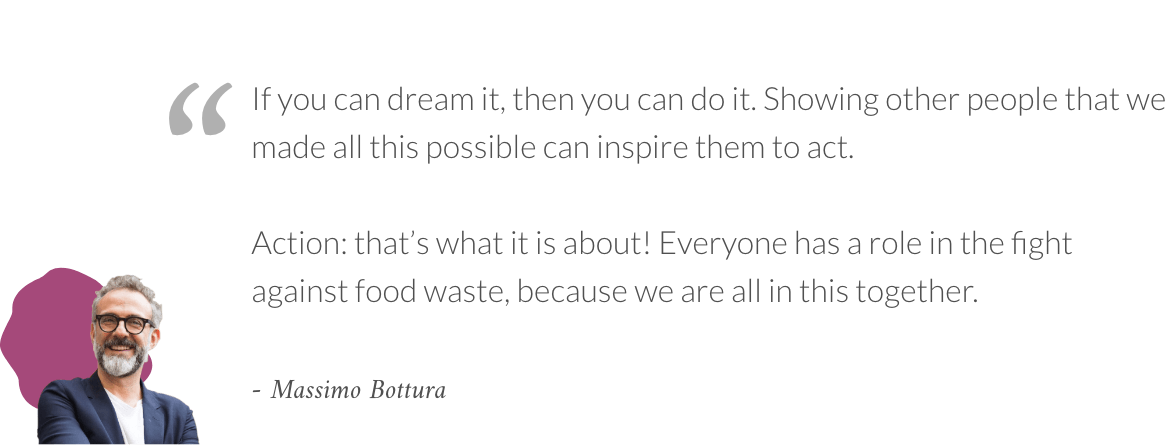 “If you can dream it, then you can do it. Showing other people that we
made all this possible can inspire them to act.
Action: that’s what it is about! Everyone has a role in the fight
against food waste, because we are all in this together.
- Massimo Bottura